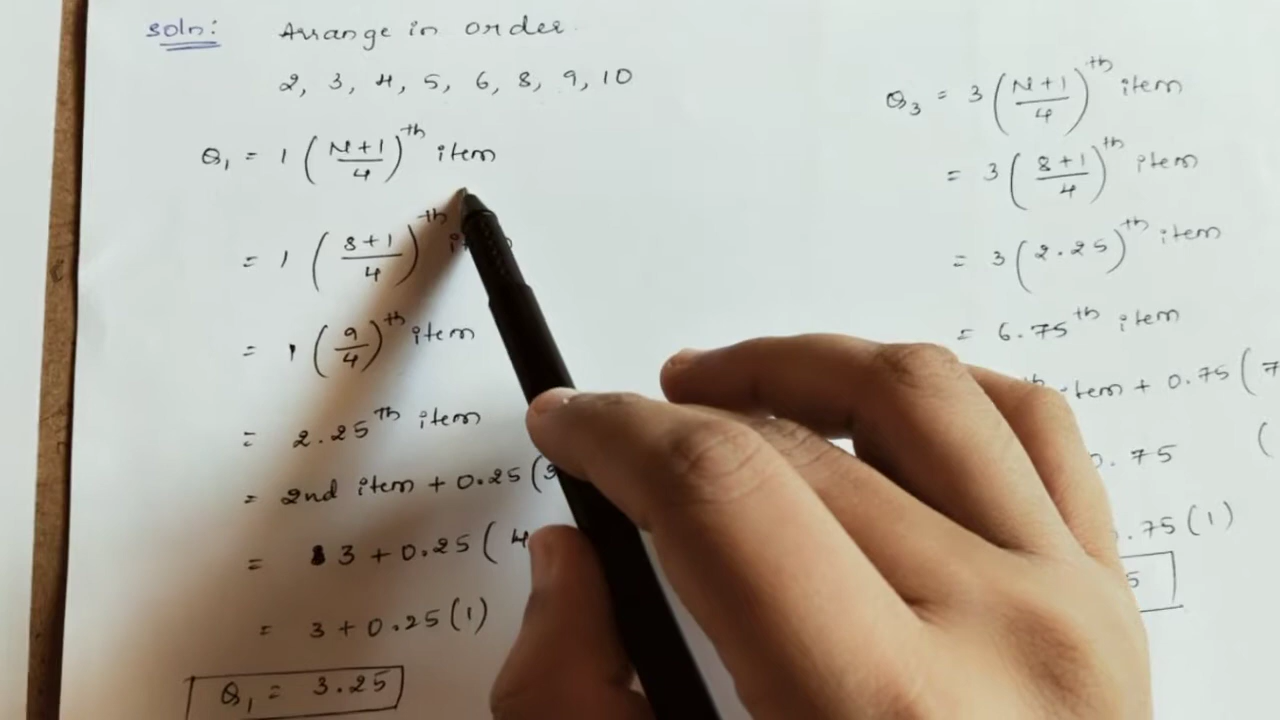 Soln: Arrange in order.
2, 3, 4, 5, 6, 8, 9, 10
Q₁ = 1 (N+1/4)ᵗʰ item
= 1 (8+1/4)ᵗʰ
= 1 (9/4)ᵗʰ item
= 2.25ᵗʰ item
= 2nd item + 0.25 (3
= 3 + 0.25 (4
= 3 + 0.25 (1)
Q₁ = 3.25
Q₃ = 3 (N+1/4)ᵗʰ item
= 3 (8+1/4)ᵗʰ item
= 3 (2.25)ᵗʰ item
= 6.75ᵗʰ item
item + 0.75 (7
.75 (
.75 (1)
5